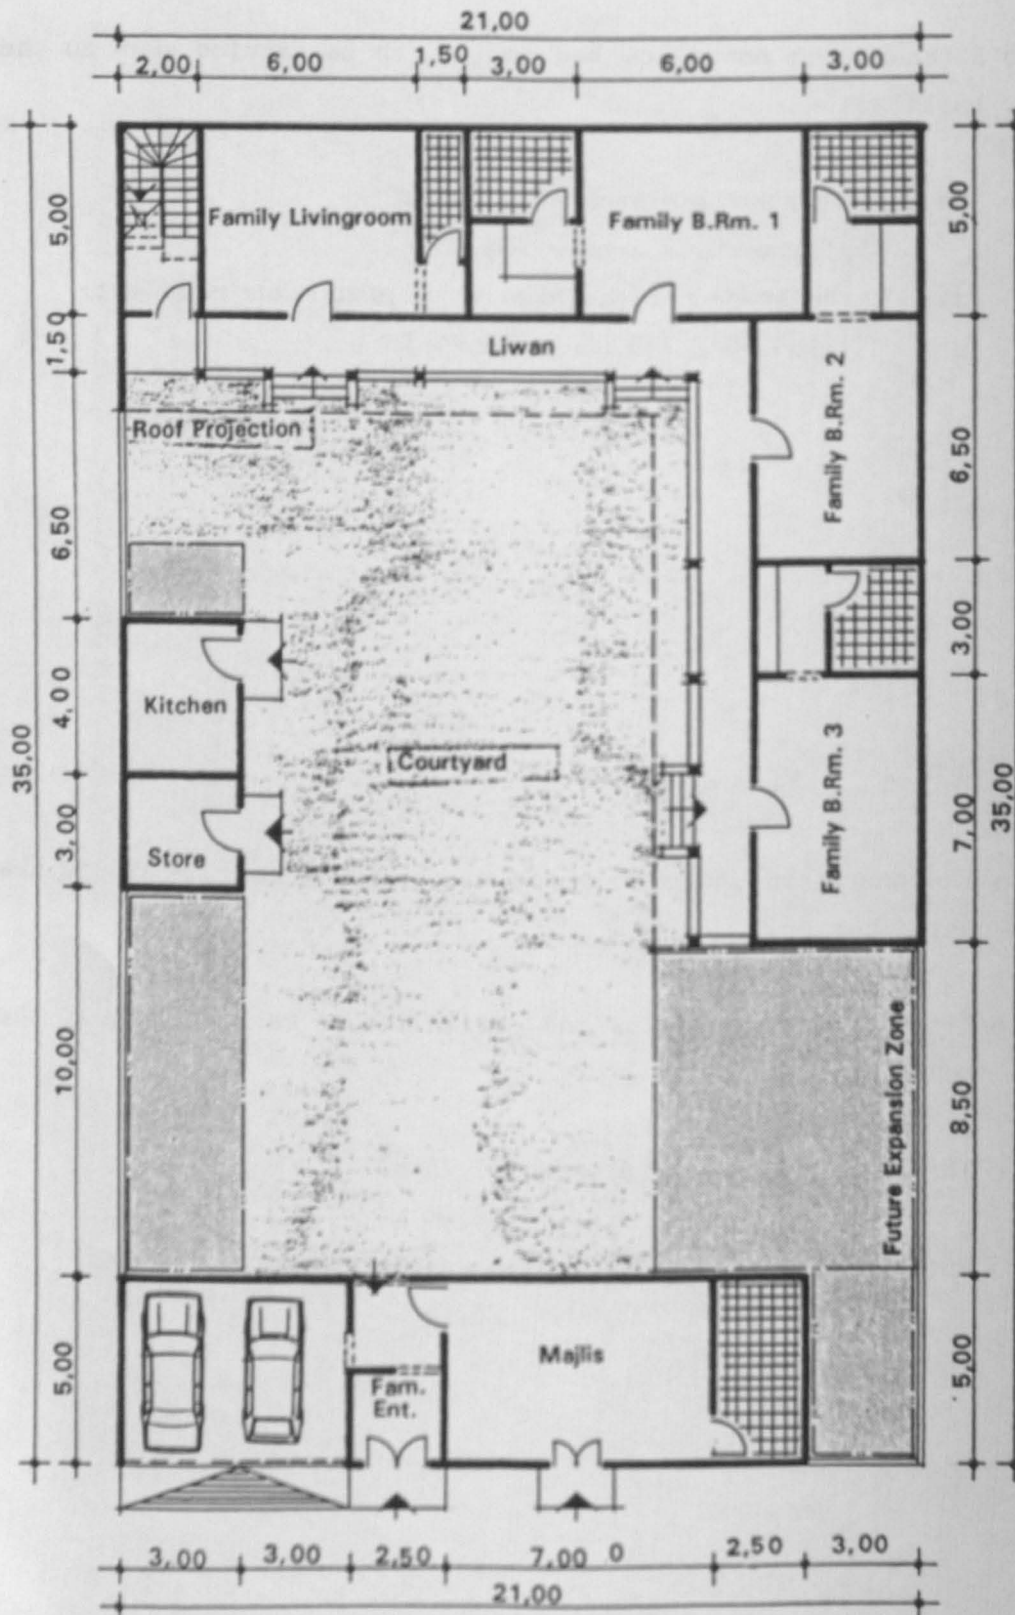 21,00
2,00 6,00 1,50 3,00 6,00 3,00
5,00
1,50
6,50
4,00
3,00
10,00
5,00
35,00
Family Livingroom
Family B.Rm. 1
Liwan
Roof Projection
Family B.Rm. 2
Kitchen
Courtyard
Store
Family B.Rm. 3
Future Expansion Zone
Majlis
Fam.
Ent.
5,00
6,50
3,00
7,00
8,50
5,00
35,00
3,00 3,00 2,50 7,00 0 2,50 3,00
21,00